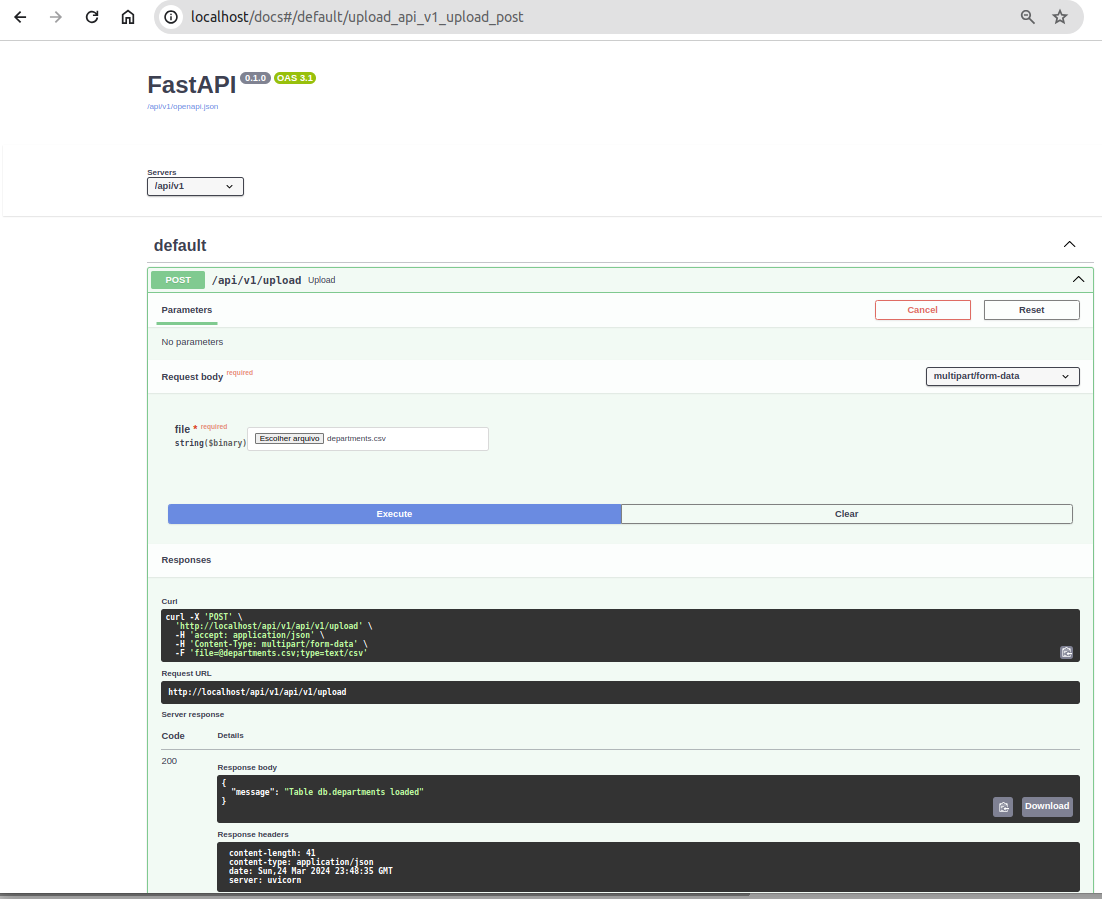 localhost/docs#/default/upload_api_v1_upload_post
FastAPI 0.1.0 OAS 3.1
/api/v1/openapi.json
Servers
/api/v1
default
POST /api/v1/upload Upload
Parameters Cancel Reset
No parameters
Request body required multipart/form-data
file * required
string($binary) Escolher arquivo departments.csv
Execute Clear
Responses
Curl
curl -X 'POST' \
'http://localhost/api/v1/api/v1/upload' \
-H 'accept: application/json' \
-H 'Content-Type: multipart/form-data' \
-F 'file=@departments.csv;type=text/csv'
Request URL
http://localhost/api/v1/api/v1/upload
Server response
Code Details
200
Response body
{
"message": "Table db.departments loaded"
}
Download
Response headers
content-length: 41
content-type: application/json
date: Sun,24 Mar 2024 23:48:35 GMT
server: uvicorn